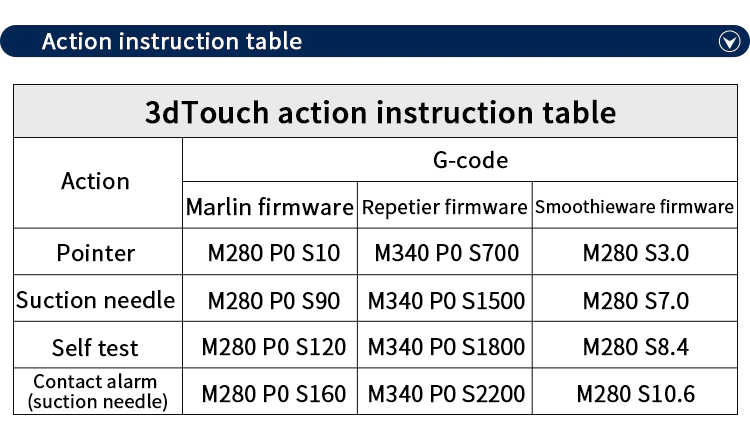 Action instruction table
3dTouch action instruction table
Action
G-code
Marlin firmware Repetier firmware Smoothieware firmware
Pointer M280 P0 S10 M340 P0 S700 M280 S3.0
Suction needle M280 P0 S90 M340 P0 S1500 M280 S7.0
Self test M280 P0 S120 M340 P0 S1800 M280 S8.4
Contact alarm
(suction needle) M280 P0 S160 M340 P0 S2200 M280 S10.6